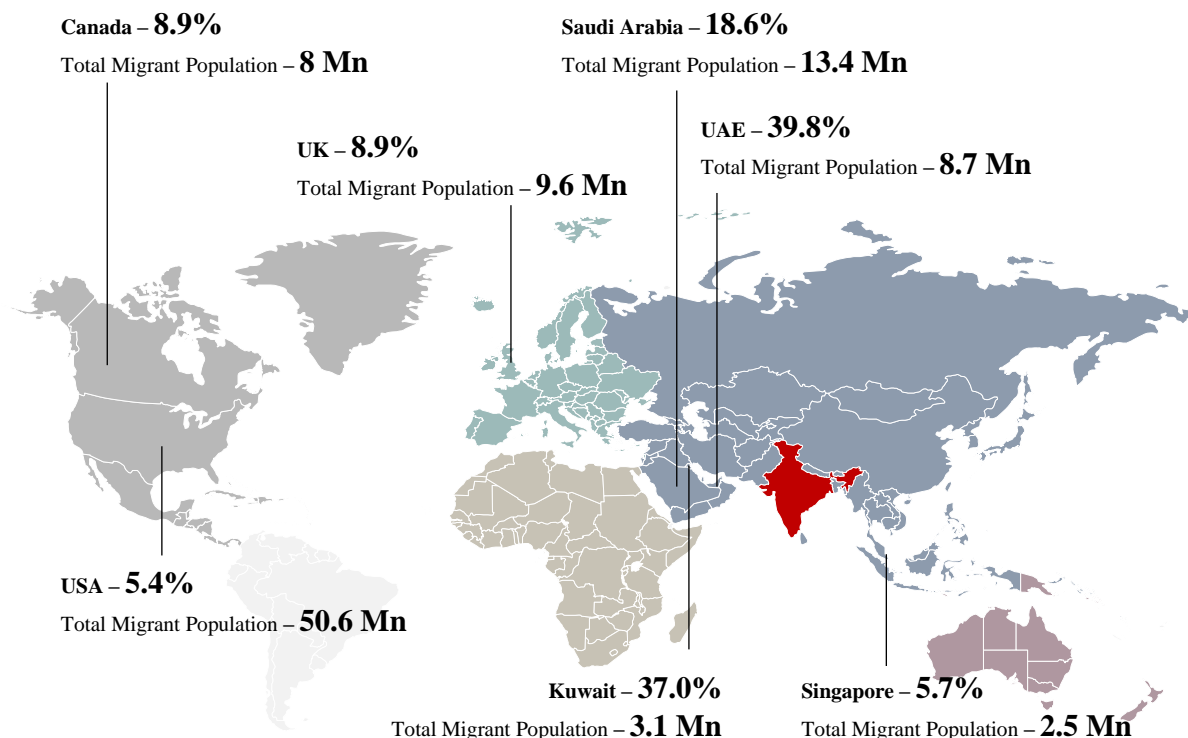 Canada – 8.9%
Total Migrant Population – 8 Mn
Saudi Arabia – 18.6%
Total Migrant Population – 13.4 Mn
UK – 8.9%
Total Migrant Population – 9.6 Mn
UAE – 39.8%
Total Migrant Population – 8.7 Mn
USA – 5.4%
Total Migrant Population – 50.6 Mn
Kuwait – 37.0%
Total Migrant Population – 3.1 Mn
Singapore – 5.7%
Total Migrant Population – 2.5 Mn